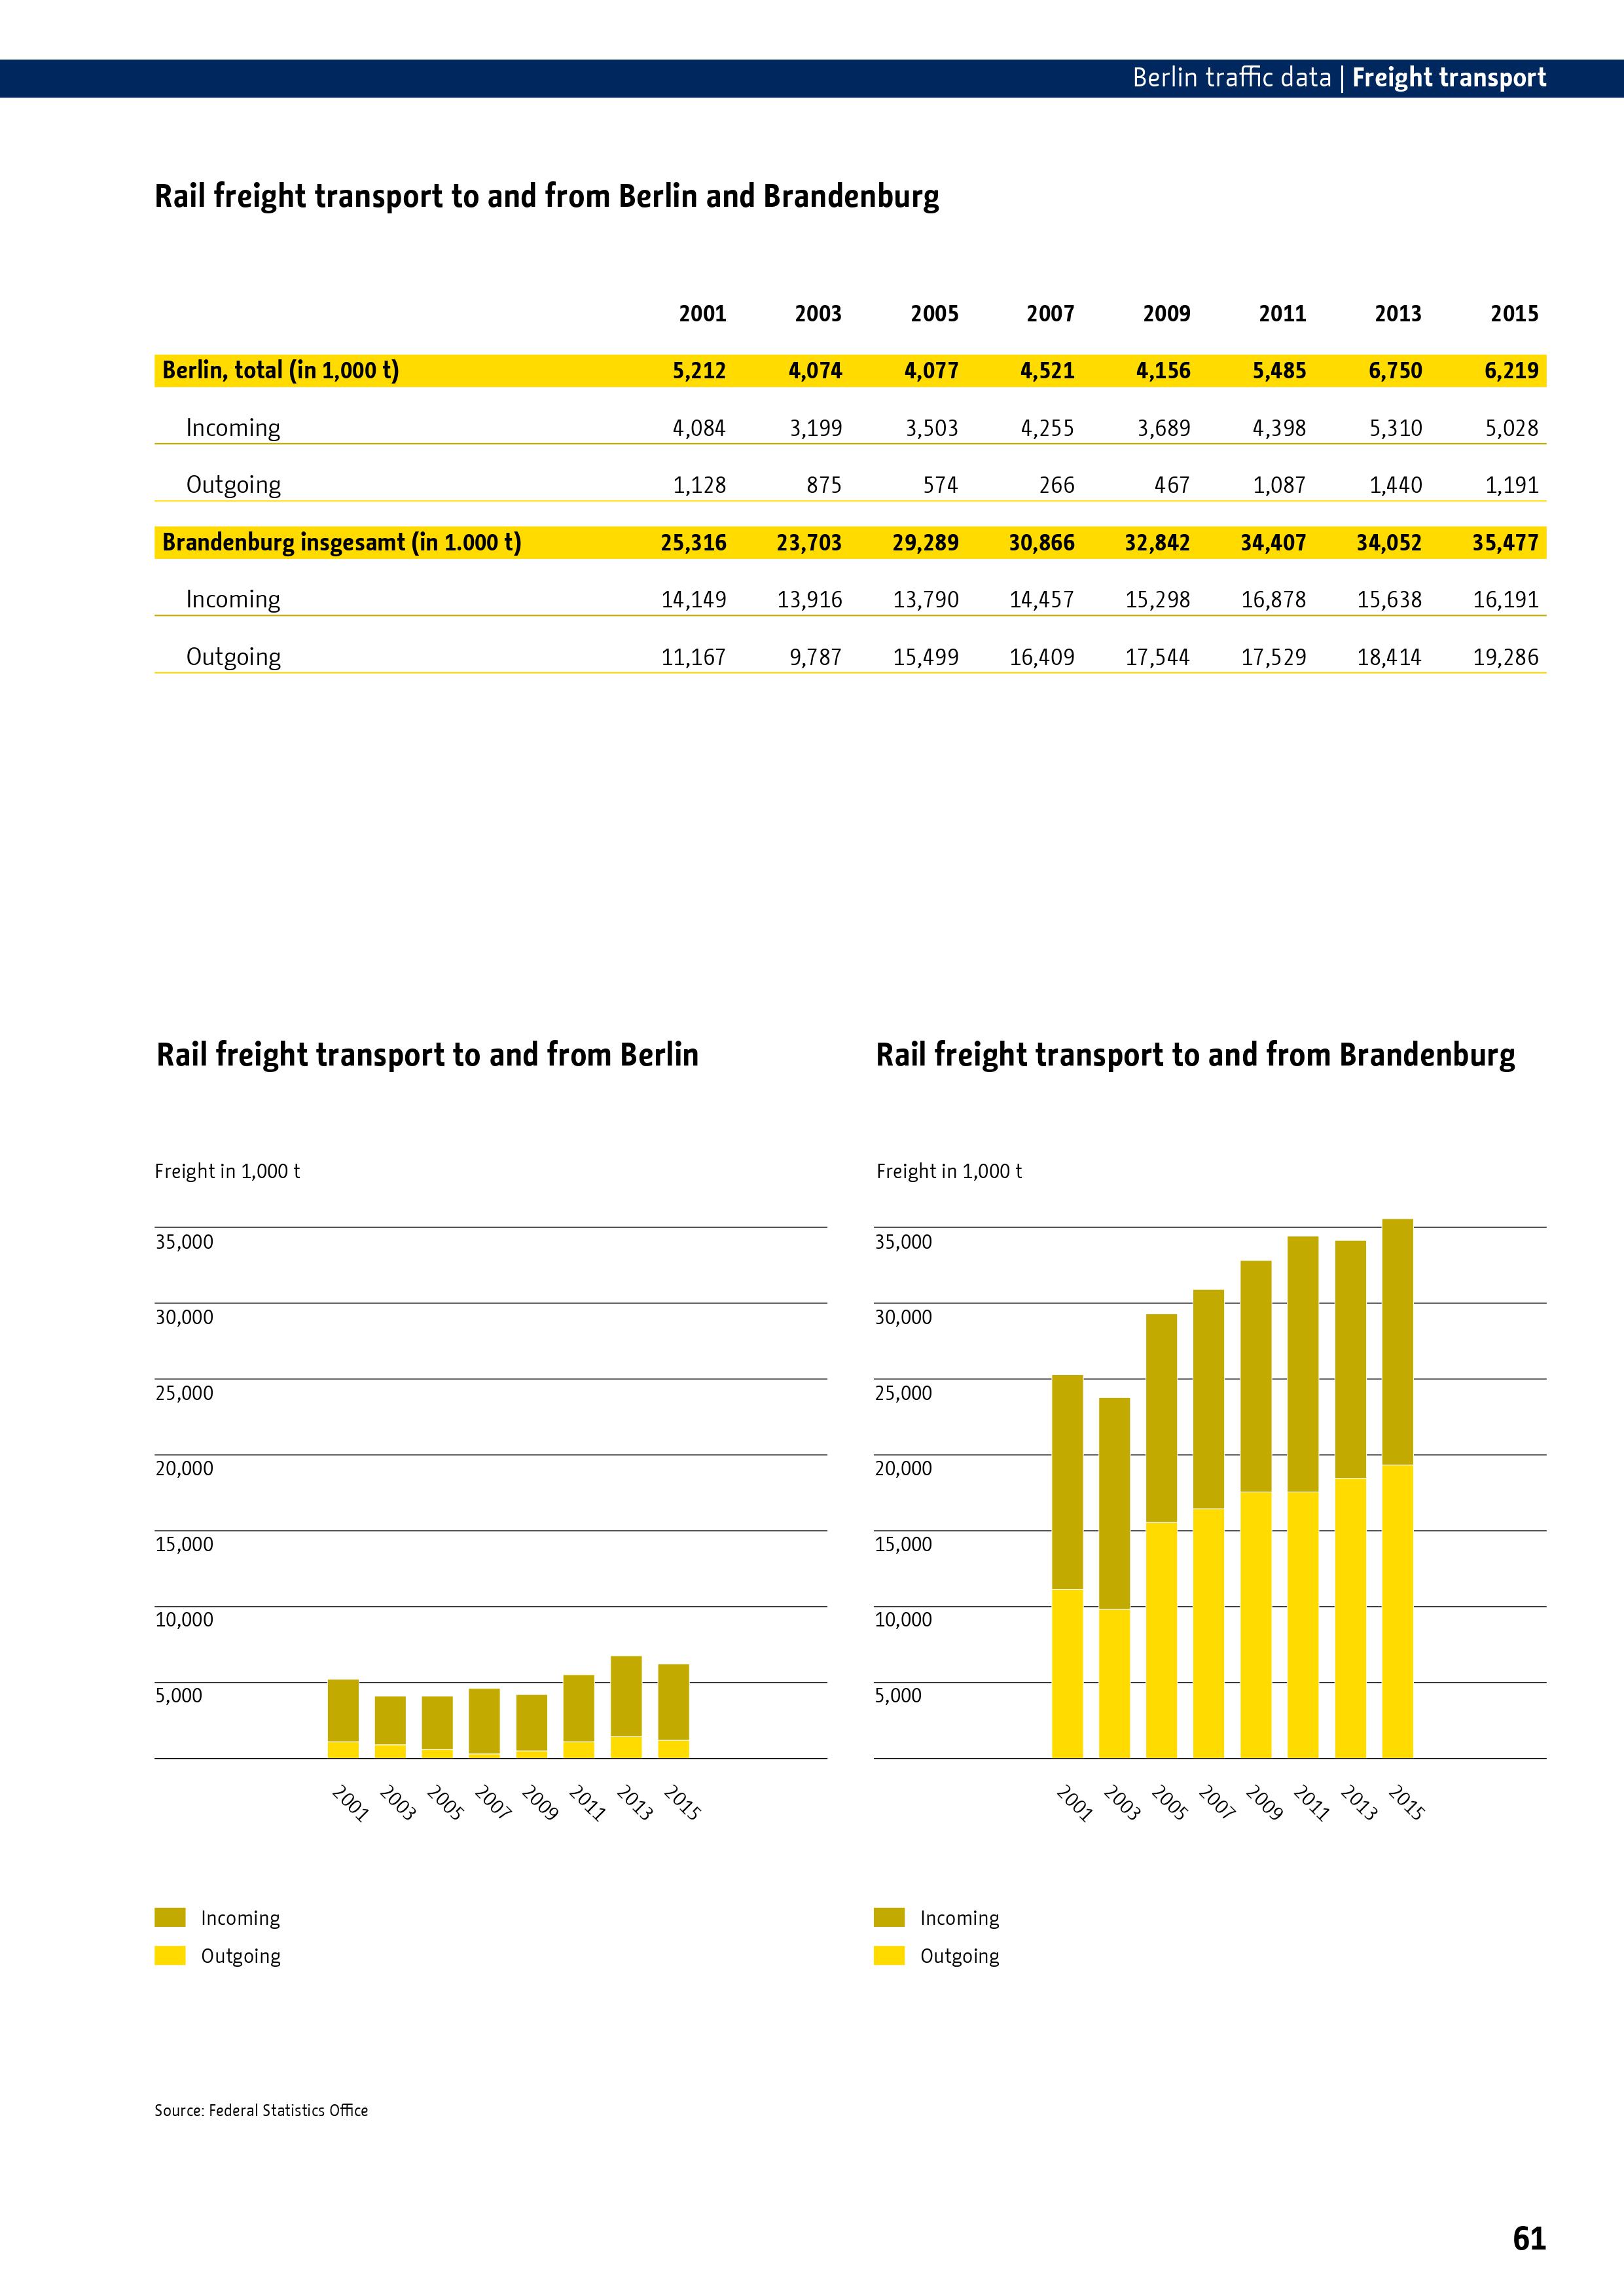 Berlin traffic data | Freight transport
Rail freight transport to and from Berlin and Brandenburg
2001 2003 2005 2007 2009 2011 2013 2015
Berlin, total (in 1,000 t) 5,212 4,074 4,077 4,521 4,156 5,485 6,750 6,219
Incoming 4,084 3,199 3,503 4,255 3,689 4,398 5,310 5,028
Outgoing 1,128 875 574 266 467 1,087 1,440 1,191
Brandenburg insgesamt (in 1.000 t) 25,316 23,703 29,289 30,866 32,842 34,407 34,052 35,477
Incoming 14,149 13,916 13,790 14,457 15,298 16,878 15,638 16,191
Outgoing 11,167 9,787 15,499 16,409 17,544 17,529 18,414 19,286
Rail freight transport to and from Berlin
Freight in 1,000 t
35,000
30,000
25,000
20,000
15,000
10,000
5,000
2001 2003 2005 2007 2009 2011 2013 2015
Incoming
Outgoing
Rail freight transport to and from Brandenburg
Freight in 1,000 t
35,000
30,000
25,000
20,000
15,000
10,000
5,000
2001 2003 2005 2007 2009 2011 2013 2015
Incoming
Outgoing
Source: Federal Statistics Office
61